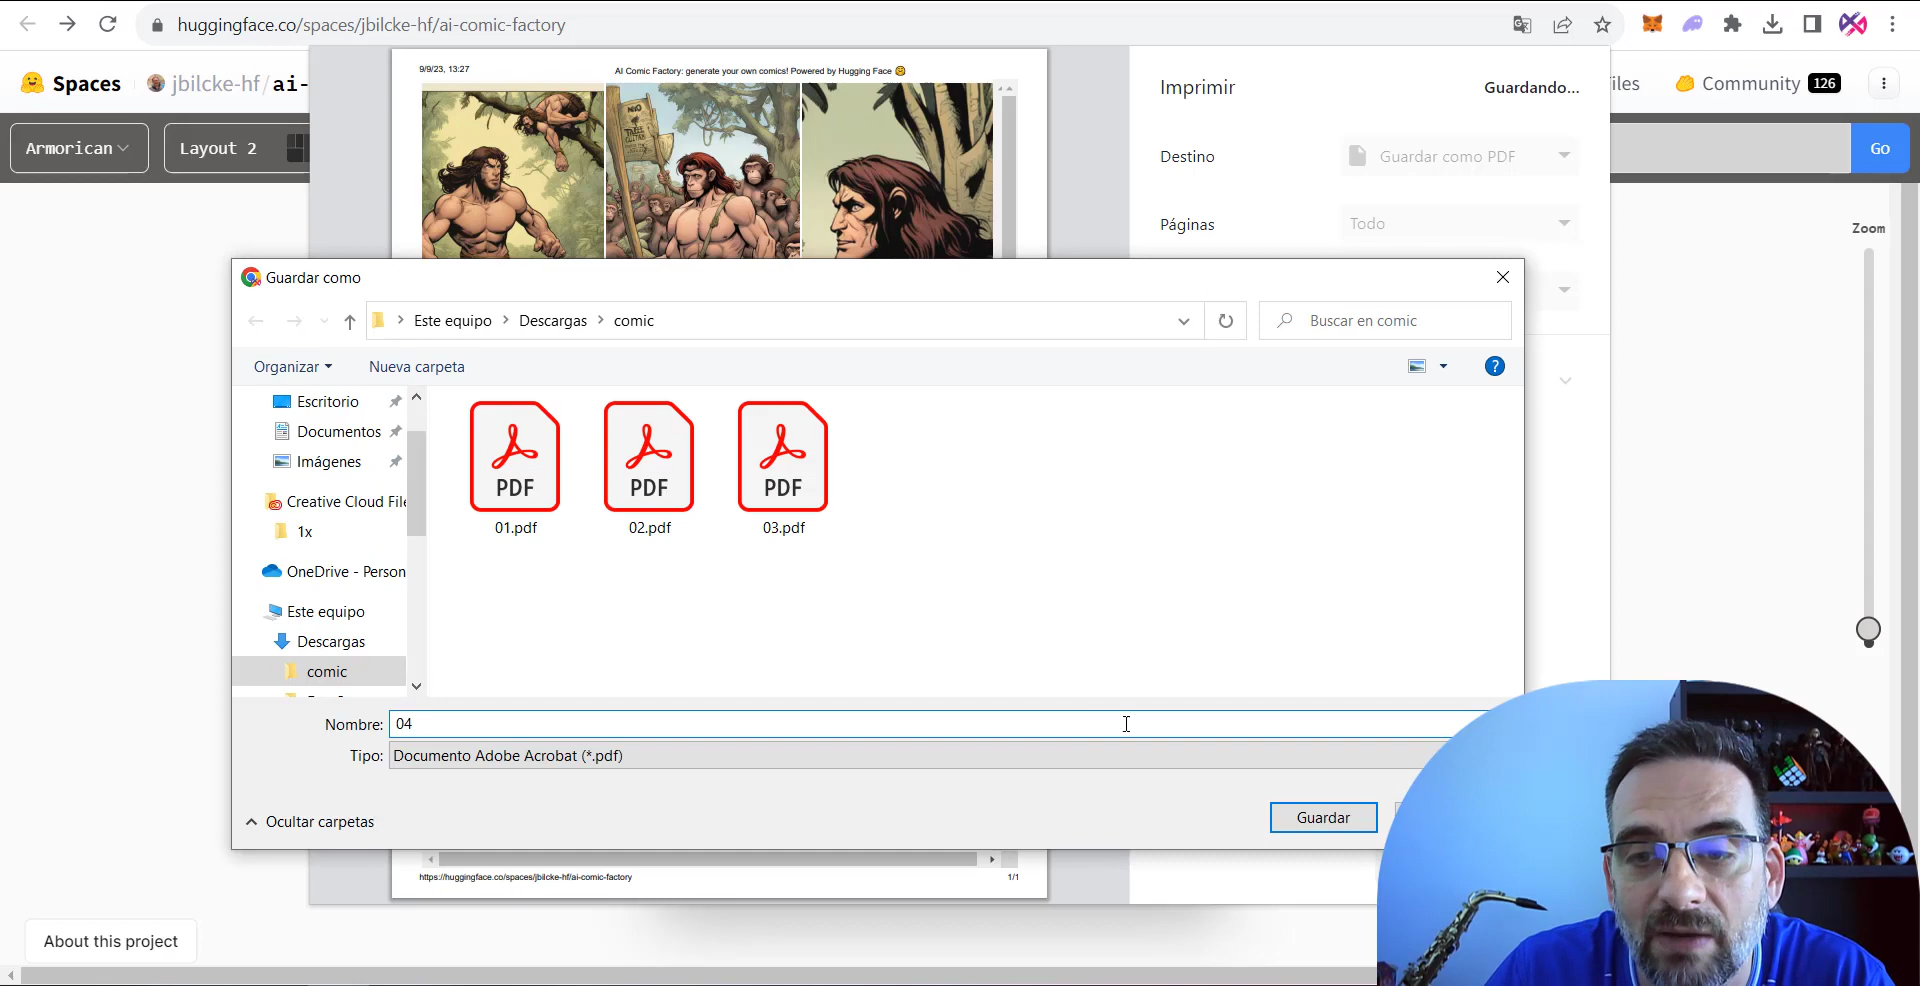 huggingface.co/spaces/jbilcke-hf/ai-comic-factory
Spaces
jbilcke-hf/ai-
iles
Community 126
Armorican
Layout 2
Go
Zoom
9/9/23, 13:27
AI Comic Factory: generate your own comics! Powered by Hugging Face
Imprimir
Guardando...
Destino
Guardar como PDF
Páginas
Todo
Guardar como
Este equipo
Descargas
comic
Buscar en comic
Organizar
Nueva carpeta
Escritorio
Documentos
Imágenes
Creative Cloud File
1x
OneDrive - Person
Este equipo
Descargas
comic
PDF
PDF
PDF
01.pdf
02.pdf
03.pdf
Nombre:
04
Tipo:
Documento Adobe Acrobat (*.pdf)
Ocultar carpetas
Guardar
https://huggingface.co/spaces/jbilcke-hf/ai-comic-factory
1/1
About this project